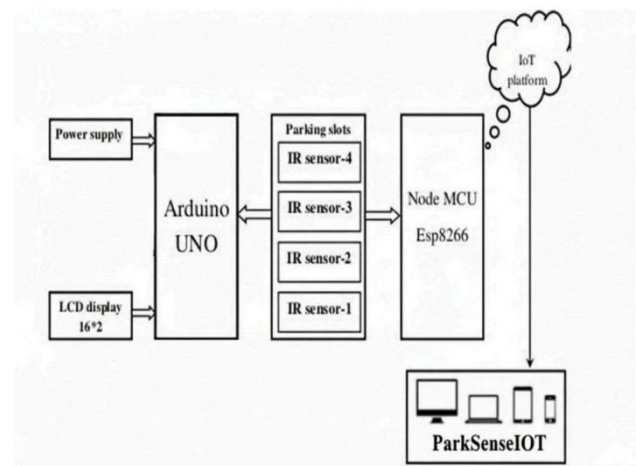 IoT
platform
Power supply
Arduino
UNO
LCD display
16*2
Parking slots
IR sensor-4
IR sensor-3
IR sensor-2
IR sensor-1
Node MCU
Esp8266
ParkSenseIOT